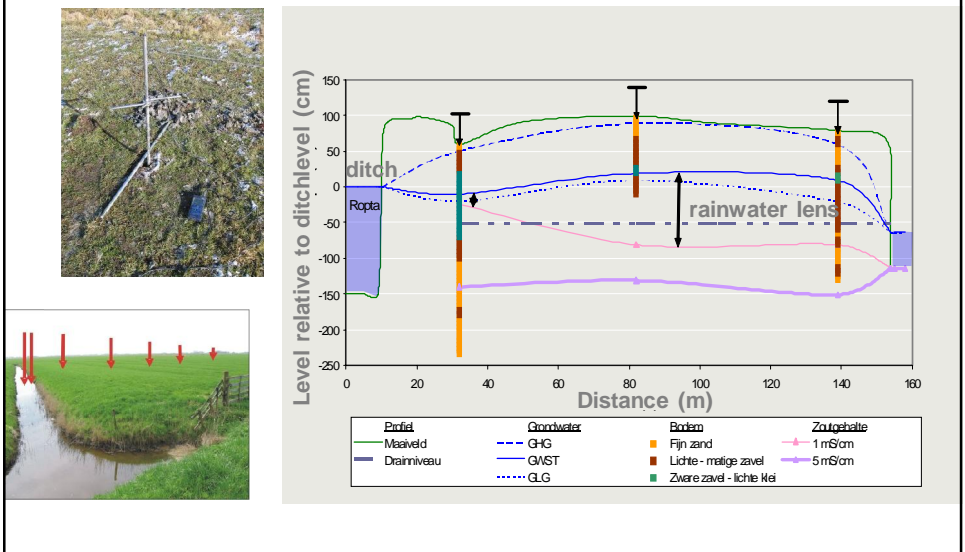 Level relative to ditchlevel (cm)
150
100
50
0
-50
-100
-150
-200
-250
ditch
Ropta
rainwater lens
0 20 40 60 80 100 120 140 160
Distance (m)
Profiel Grondwater Bodem Zoutgehalte
Maaiveld GHG Fijn zand 1 mS/cm
Drainniveau GWST Lichte - matige zavel 5 mS/cm
GLG Zware zavel - lichte klei